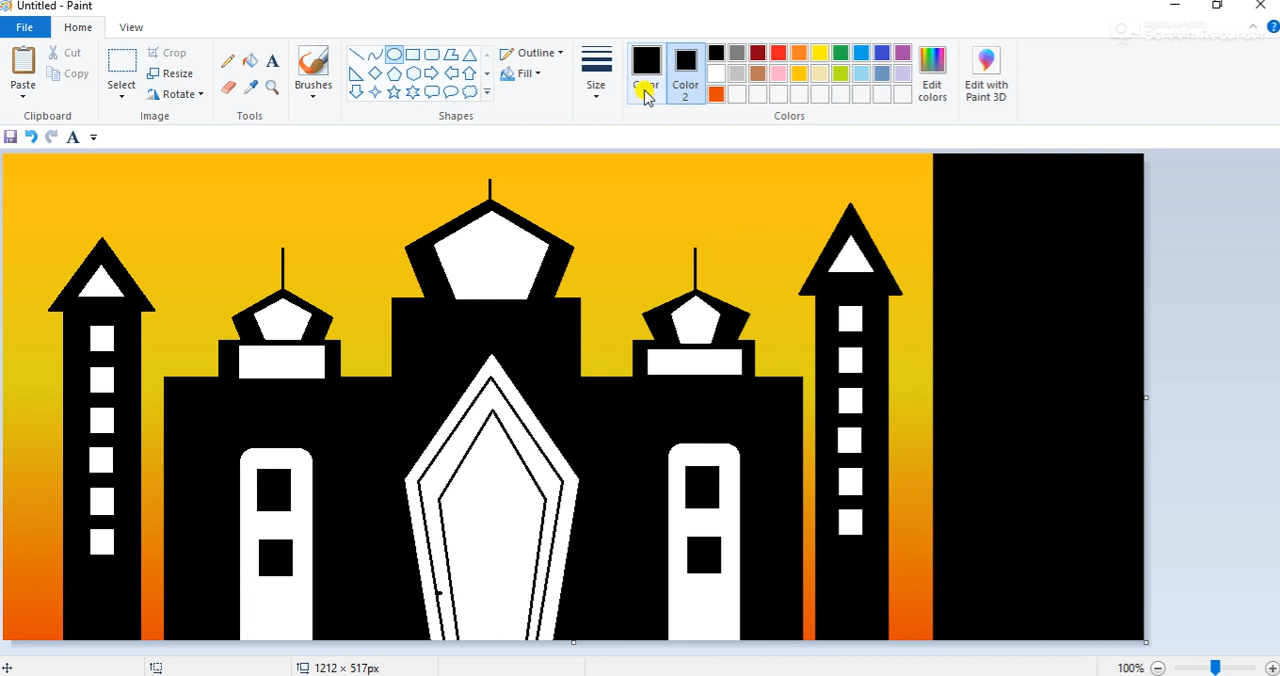 Untitled - Paint
File Home View
Paste
Cut
Copy
Clipboard
Select
Crop
Resize
Rotate
Image
A
Tools
Brushes
Shapes
Outline
Fill
Size
Color
Color
2
Colors
Edit
colors
Edit with
Paint 3D
?
A
1212 × 517px
100%